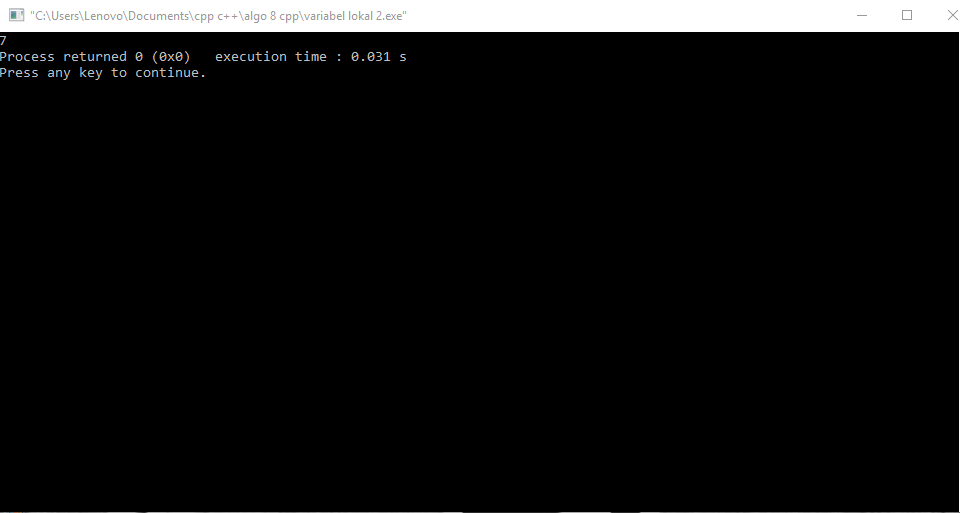 "C:\Users\Lenovo\Documents\cpp c++\algo 8 cpp\variabel lokal 2.exe"
7
Process returned 0 (0x0)   execution time : 0.031 s
Press any key to continue.